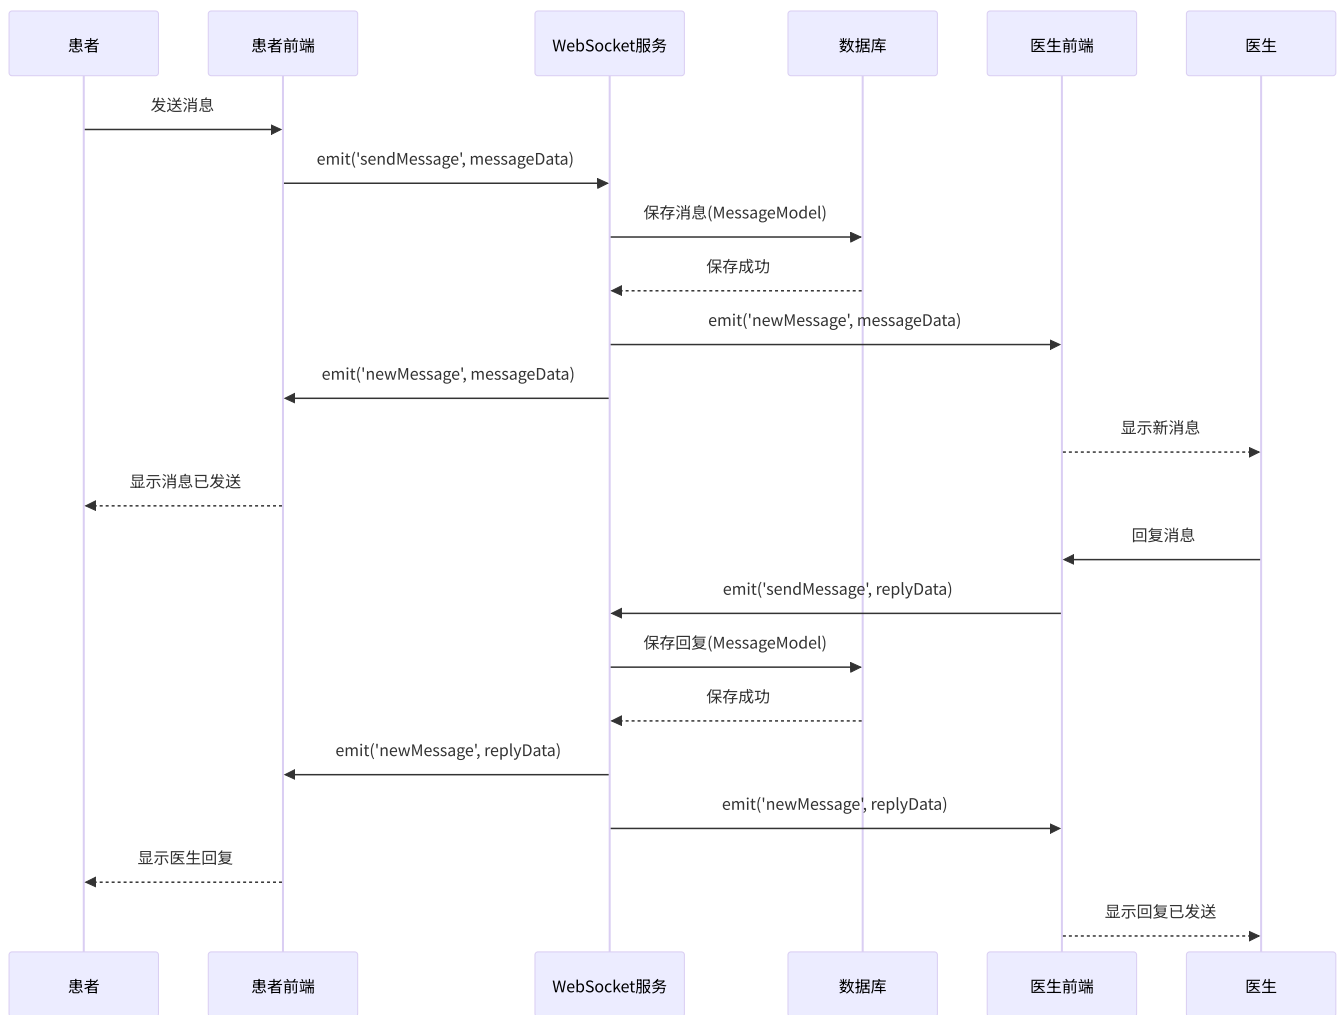 患者
患者前端
WebSocket服务
数据库
医生前端
医生
发送消息
emit('sendMessage', messageData)
保存消息(MessageModel)
保存成功
emit('newMessage', messageData)
emit('newMessage', messageData)
显示新消息
显示消息已发送
回复消息
emit('sendMessage', replyData)
保存回复(MessageModel)
保存成功
emit('newMessage', replyData)
emit('newMessage', replyData)
显示医生回复
显示回复已发送
患者
患者前端
WebSocket服务
数据库
医生前端
医生